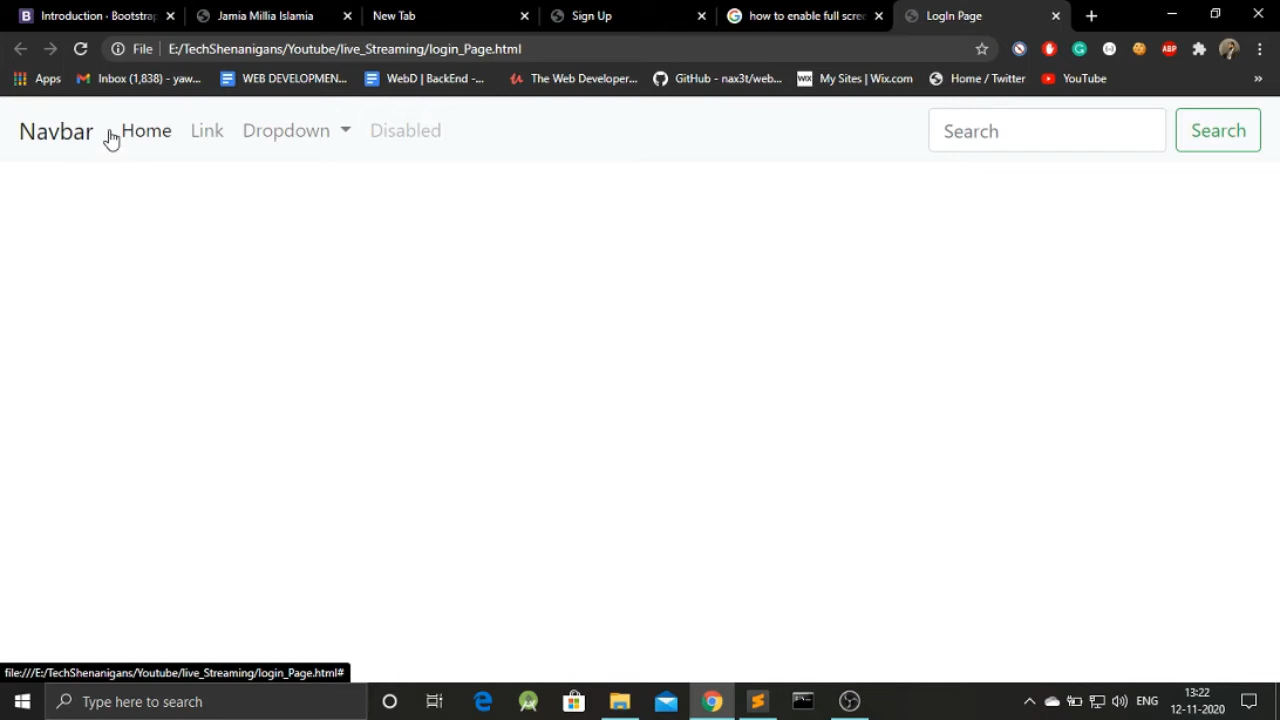 Introduction · Bootstrap
Jamia Millia Islamia
New Tab
Sign Up
how to enable full scree
LogIn Page
File
E:/TechShenanigans/Youtube/live_Streaming/login_Page.html
Apps
Inbox (1,838) - yaw...
WEB DEVELOPMEN...
WebD | BackEnd -...
The Web Developer...
GitHub - nax3t/web...
WIX
My Sites | Wix.com
Home / Twitter
YouTube
ABP
»
Navbar
Home
Link
Dropdown
Disabled
Search
Search
file:///E:/TechShenanigans/Youtube/live_Streaming/login_Page.html#
Type here to search
ENG
13:22
12-11-2020